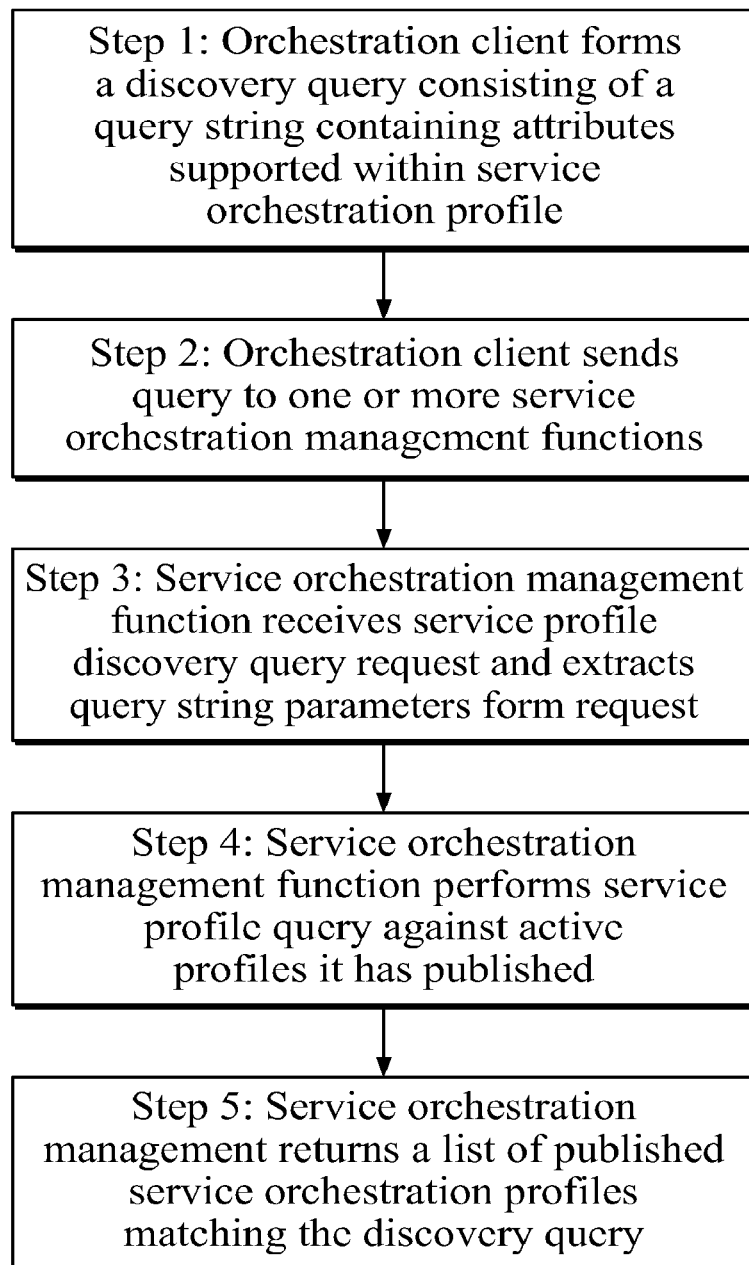 Step 1: Orchestration client forms
a discovery query consisting of a
query string containing attributes
supported within service
orchestration profile
Step 2: Orchestration client sends
query to one or more service
orchestration management functions
Step 3: Service orchestration management
function receives service profile
discovery query request and extracts
query string parameters form request
Step 4: Service orchestration
management function performs service
profile query against active
profiles it has published
Step 5: Service orchestration
management returns a list of published
service orchestration profiles
matching the discovery query